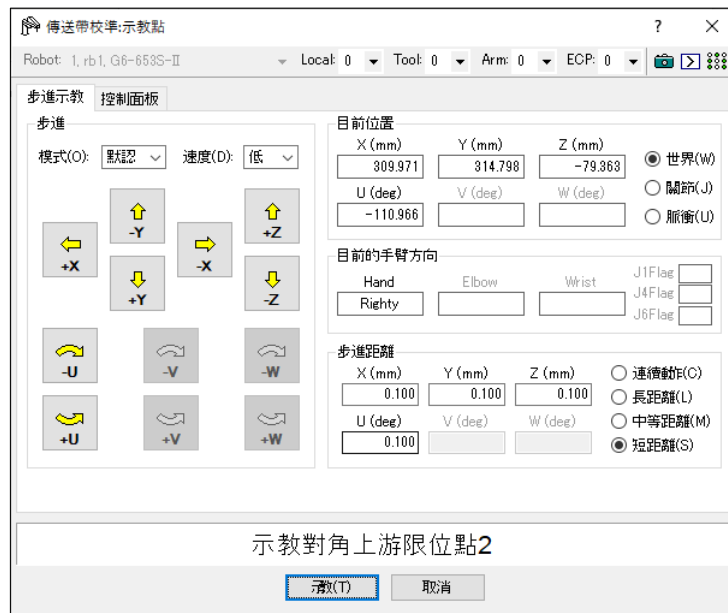 傳送帶校準:示教點
Robot: 1, rb1, G6-653S-II Local: 0 Tool: 0 Arm: 0 ECP: 0
步進示教 控制面板
步進
模式(O): 默認 速度(D): 低
-Y
+Z
+X
-X
+Y
-Z
-U
-V
-W
+U
+V
+W
目前位置
X (mm) Y (mm) Z (mm)
309.971 314.798 -79.363
U (deg) V (deg) W (deg)
-110.966
世界(W)
關節(J)
脈衝(U)
目前的手臂方向
Hand Elbow Wrist
Righty
J1Flag
J4Flag
J6Flag
步進距離
X (mm) Y (mm) Z (mm)
0.100 0.100 0.100
U (deg) V (deg) W (deg)
0.100
連續動作(C)
長距離(L)
中等距離(M)
短距離(S)
示教對角上游限位點2
示教(T) 取消